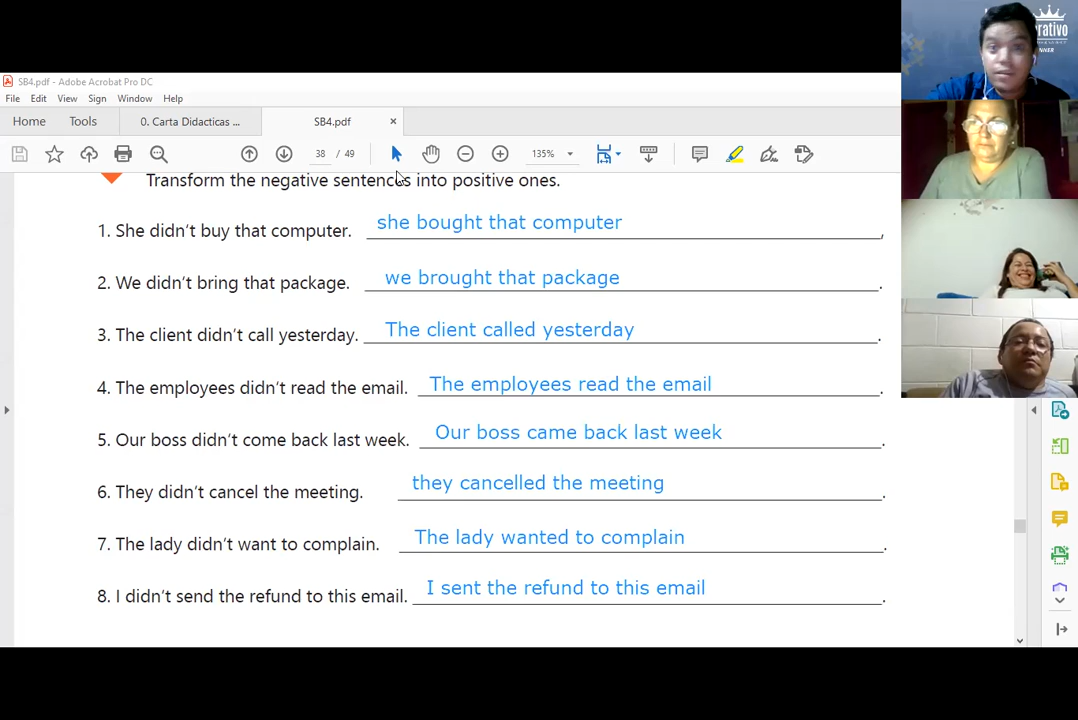 SB4.pdf - Adobe Acrobat Pro DC
File Edit View Sign Window Help
Home Tools 0. Carta Didacticas ... SB4.pdf ×
38 / 49 135%
Transform the negative sentences into positive ones.
1. She didn't buy that computer. she bought that computer ,
2. We didn't bring that package. we brought that package .
3. The client didn't call yesterday. The client called yesterday .
4. The employees didn't read the email. The employees read the email .
5. Our boss didn't come back last week. Our boss came back last week .
6. They didn't cancel the meeting. they cancelled the meeting .
7. The lady didn't want to complain. The lady wanted to complain .
8. I didn't send the refund to this email. I sent the refund to this email .